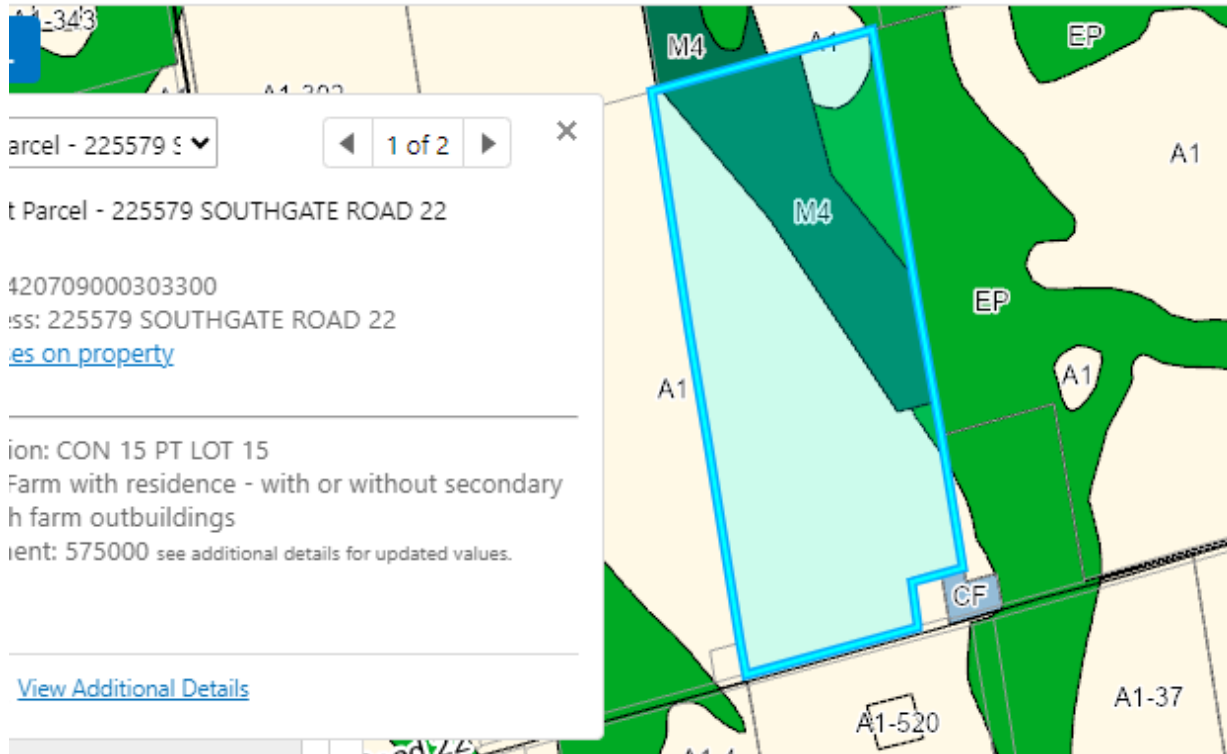 A1-343
M4
A1
EP
A1-302
arcel - 225579 S
1 of 2
A1
t Parcel - 225579 SOUTHGATE ROAD 22
M4
420709000303300
ess: 225579 SOUTHGATE ROAD 22
EP
ses on property
A1
A1
ion: CON 15 PT LOT 15
Farm with residence - with or without secondary
h farm outbuildings
nent: 575000 see additional details for updated values.
CF
View Additional Details
A1-37
A1-520